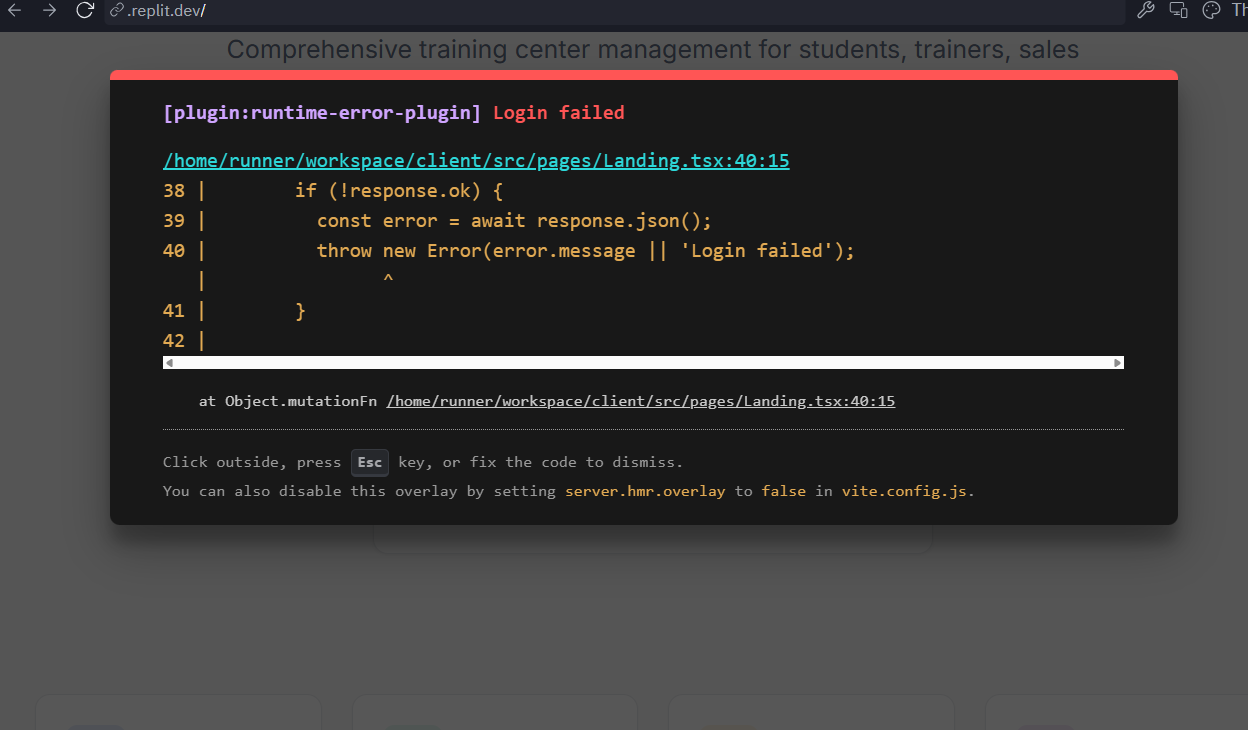 .replit.dev/
Th
Comprehensive training center management for students, trainers, sales
[plugin:runtime-error-plugin] Login failed
/home/runner/workspace/client/src/pages/Landing.tsx:40:15
38 |        if (!response.ok) {
39 |          const error = await response.json();
40 |          throw new Error(error.message || 'Login failed');
   |                ^
41 |        }
42 |
at Object.mutationFn /home/runner/workspace/client/src/pages/Landing.tsx:40:15
Click outside, press Esc key, or fix the code to dismiss.
You can also disable this overlay by setting server.hmr.overlay to false in vite.config.js.